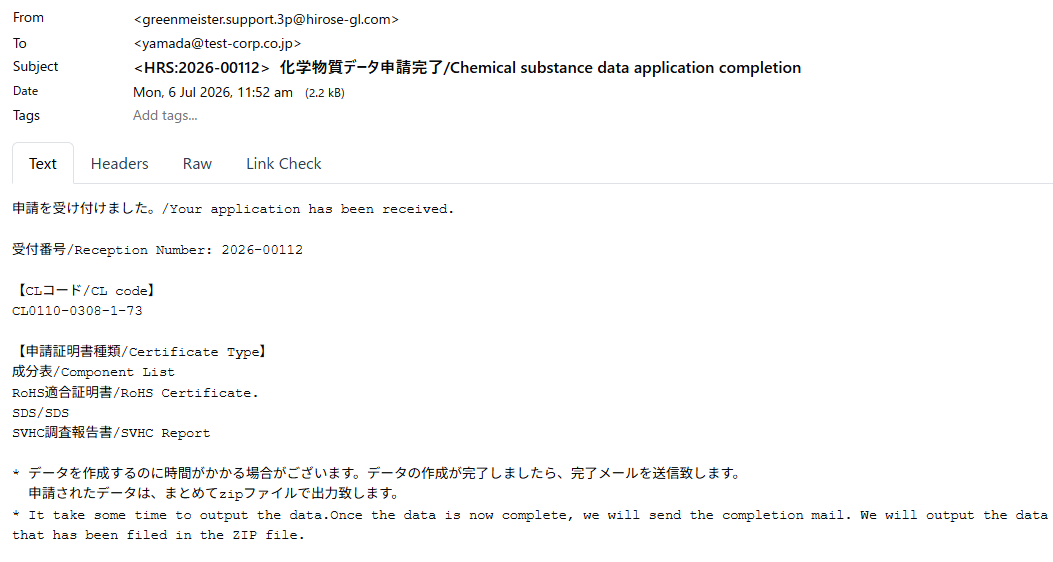 From <greenmeister.support.3p@hirose-gl.com>
To <yamada@test-corp.co.jp>
Subject <HRS:2026-00112> 化学物質データ申請完了/Chemical substance data application completion
Date Mon, 6 Jul 2026, 11:52 am (2.2 kB)
Tags Add tags...
Text Headers Raw Link Check
申請を受け付けました。/Your application has been received.
受付番号/Reception Number: 2026-00112
【CLコード/CL code】
CL0110-0308-1-73
【申請証明書種類/Certificate Type】
成分表/Component List
RoHS適合証明書/RoHS Certificate.
SDS/SDS
SVHC調査報告書/SVHC Report
* データを作成するのに時間がかかる場合がございます。データの作成が完了しましたら、完了メールを送信致します。
申請されたデータは、まとめてzipファイルで出力致します。
* It take some time to output the data.Once the data is now complete, we will send the completion mail. We will output the data
that has been filed in the ZIP file.